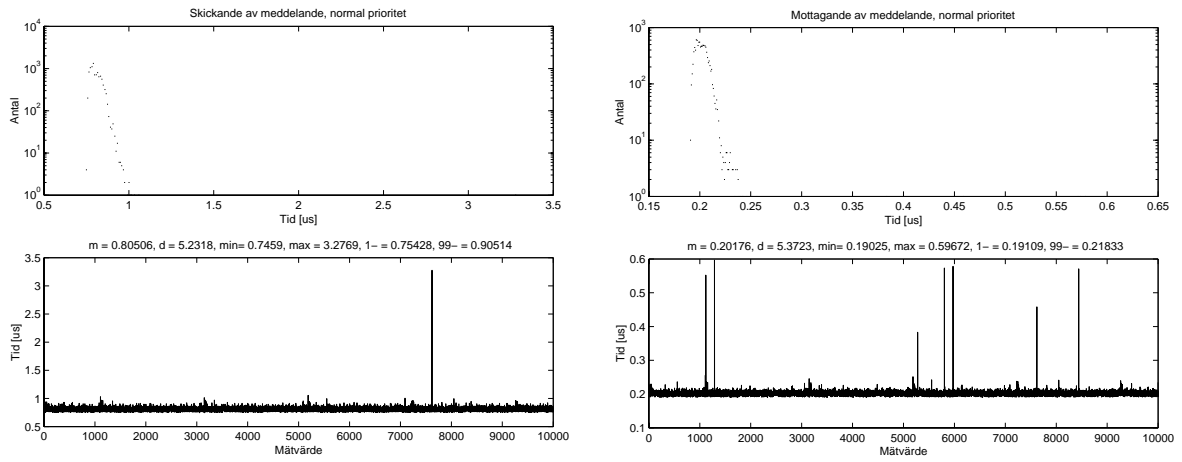 Skickande av meddelande, normal prioritet
10^4
10^3
10^2
10^1
10^0
Antal
0.5 1 1.5 2 2.5 3 3.5
Tid [us]
m = 0.80506, d = 5.2318, min= 0.7459, max = 3.2769, 1− = 0.75428, 99− = 0.90514
3.5
3
2.5
2
1.5
1
0.5
Tid [us]
0 1000 2000 3000 4000 5000 6000 7000 8000 9000 10000
Mätvärde
Mottagande av meddelande, normal prioritet
10^3
10^2
10^1
10^0
Antal
0.15 0.2 0.25 0.3 0.35 0.4 0.45 0.5 0.55 0.6 0.65
Tid [us]
m = 0.20176, d = 5.3723, min= 0.19025, max = 0.59672, 1− = 0.19109, 99− = 0.21833
0.6
0.5
0.4
0.3
0.2
0.1
Tid [us]
0 1000 2000 3000 4000 5000 6000 7000 8000 9000 10000
Mätvärde